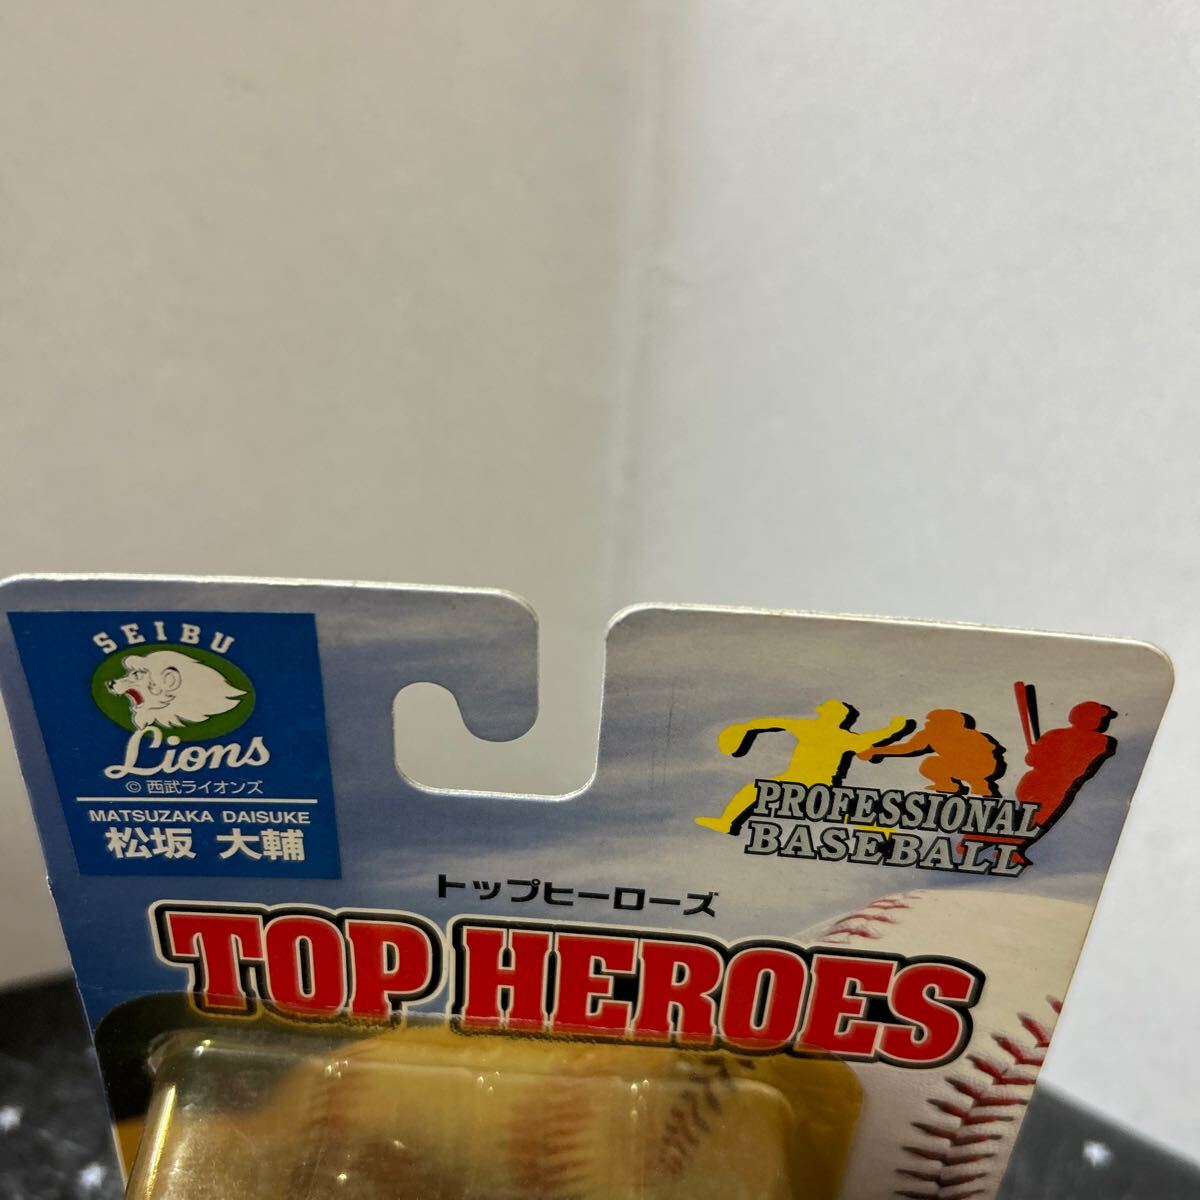 SEIBU
Lions
© 西武ライオンズ
MATSUZAKA DAISUKE
松坂 大輔
PROFESSIONAL
BASEBALL
トップヒーローズ
TOP HEROES